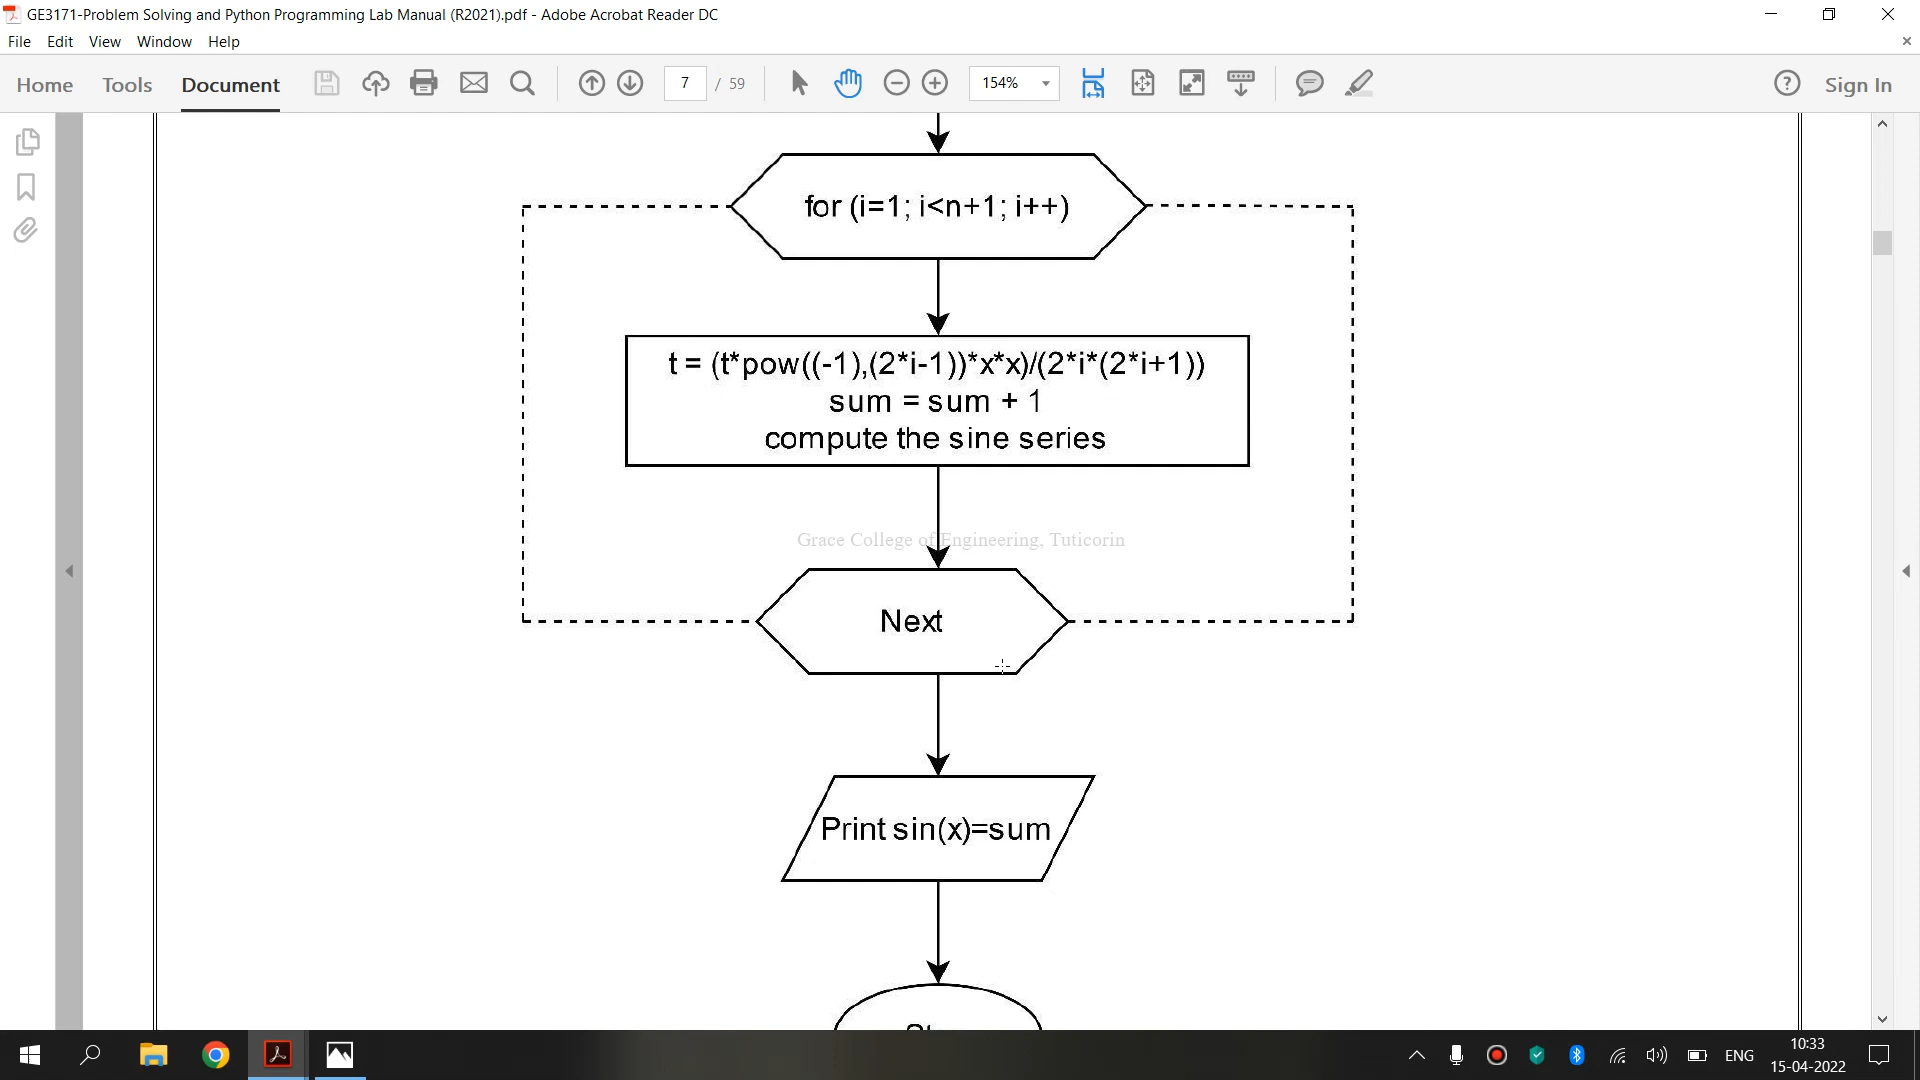 GE3171-Problem Solving and Python Programming Lab Manual (R2021).pdf - Adobe Acrobat Reader DC
File Edit View Window Help
Home Tools Document 7 / 59 154% Sign In
for (i=1; i<n+1; i++)
t = (t*pow((-1),(2*i-1))*x*x)/(2*i*(2*i+1))
sum = sum + 1
compute the sine series
Grace College of Engineering, Tuticorin
Next
Print sin(x)=sum
ENG
10:33
15-04-2022